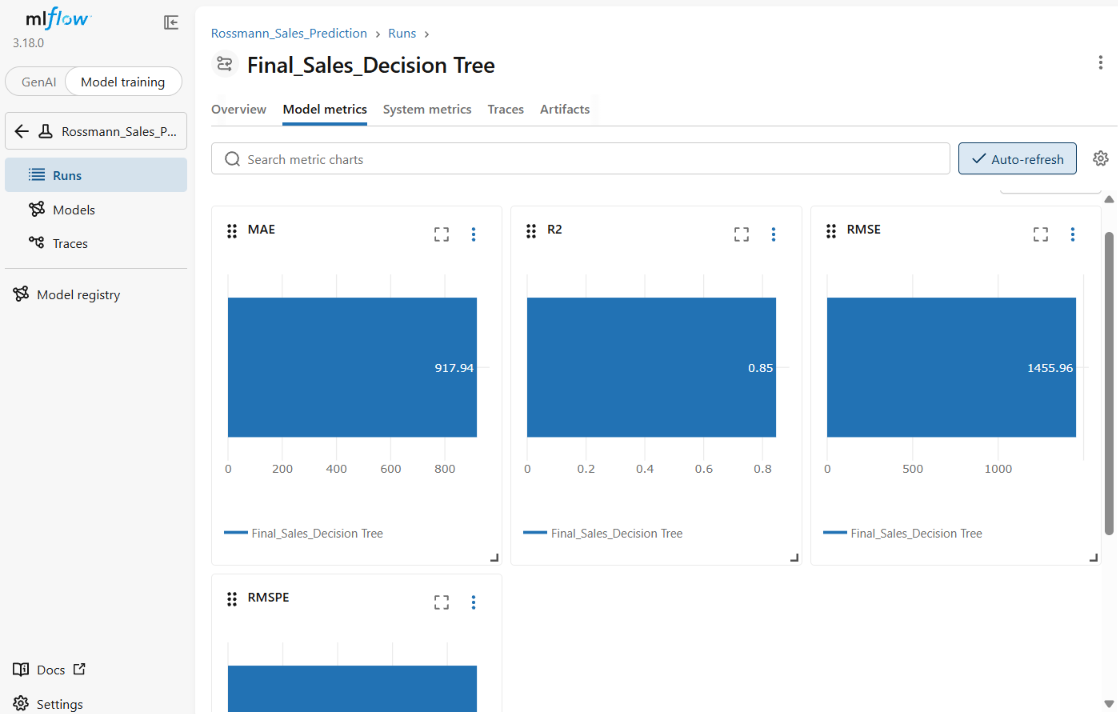 mlflow
3.18.0
GenAI Model training
Rossmann_Sales_P...
Runs
Models
Traces
Model registry
Docs
Settings
Rossmann_Sales_Prediction > Runs >
Final_Sales_Decision Tree
Overview Model metrics System metrics Traces Artifacts
Search metric charts
Auto-refresh
MAE
917.94
0 200 400 600 800
Final_Sales_Decision Tree
R2
0.85
0 0.2 0.4 0.6 0.8
Final_Sales_Decision Tree
RMSE
1455.96
0 500 1000
Final_Sales_Decision Tree
RMSPE